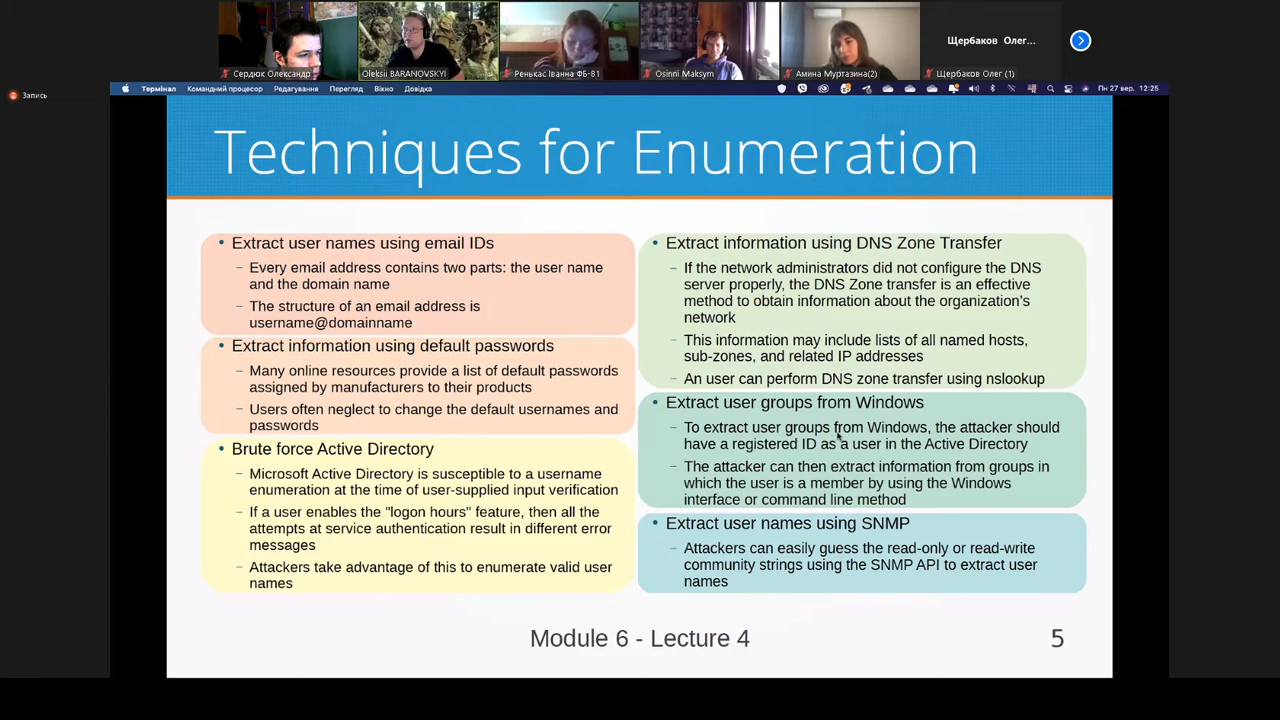 Щербаков Олег...
Сердюк Олександр
Oleksii BARANOVSKYI
Ренькас Іванна ФБ-81
Osinni Maksym
Амина Муртазина(2)
Щербаков Олег (1)
Запись
Термінал Командний процесор Редагування Перегляд Вікно Довідка
Пн 27 вер. 12:25
Techniques for Enumeration
• Extract user names using email IDs
– Every email address contains two parts: the user name
and the domain name
– The structure of an email address is
username@domainname
• Extract information using default passwords
– Many online resources provide a list of default passwords
assigned by manufacturers to their products
– Users often neglect to change the default usernames and
passwords
• Brute force Active Directory
– Microsoft Active Directory is susceptible to a username
enumeration at the time of user-supplied input verification
– If a user enables the "logon hours" feature, then all the
attempts at service authentication result in different error
messages
– Attackers take advantage of this to enumerate valid user
names
• Extract information using DNS Zone Transfer
– If the network administrators did not configure the DNS
server properly, the DNS Zone transfer is an effective
method to obtain information about the organization's
network
– This information may include lists of all named hosts,
sub-zones, and related IP addresses
– An user can perform DNS zone transfer using nslookup
• Extract user groups from Windows
– To extract user groups from Windows, the attacker should
have a registered ID as a user in the Active Directory
– The attacker can then extract information from groups in
which the user is a member by using the Windows
interface or command line method
• Extract user names using SNMP
– Attackers can easily guess the read-only or read-write
community strings using the SNMP API to extract user
names
Module 6 - Lecture 4
5